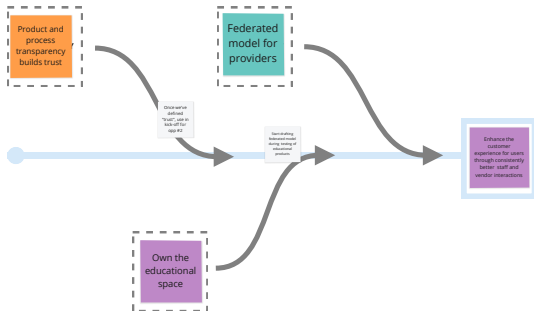 Product and
process
transparency
builds trust
Federated
model for
providers
Once we've
defined
"trust", use in
kick-off for
opp #2
Start drafting
federated model
during testing of
educational
products
Enhance the
customer
experience for users
through consistently
better staff and
vendor interactions
Own the
educational
space